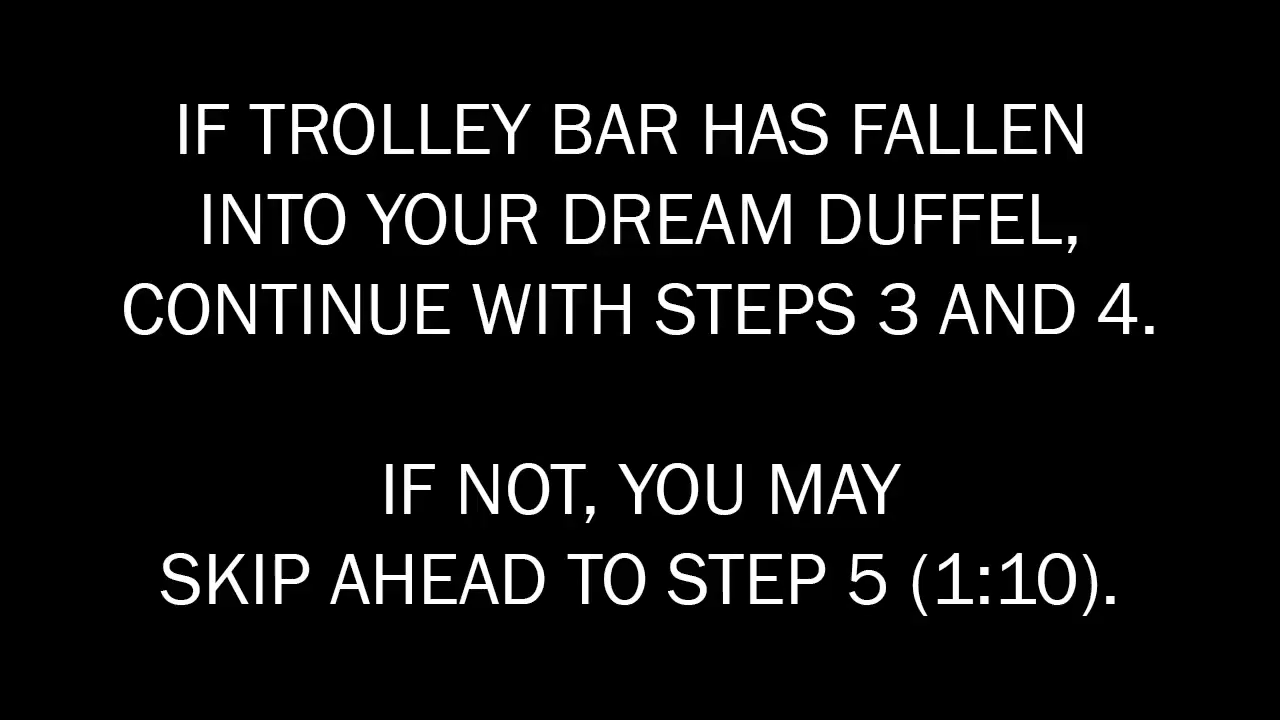 IF TROLLEY BAR HAS FALLEN
INTO YOUR DREAM DUFFEL,
CONTINUE WITH STEPS 3 AND 4.
IF NOT, YOU MAY
SKIP AHEAD TO STEP 5 (1:10).